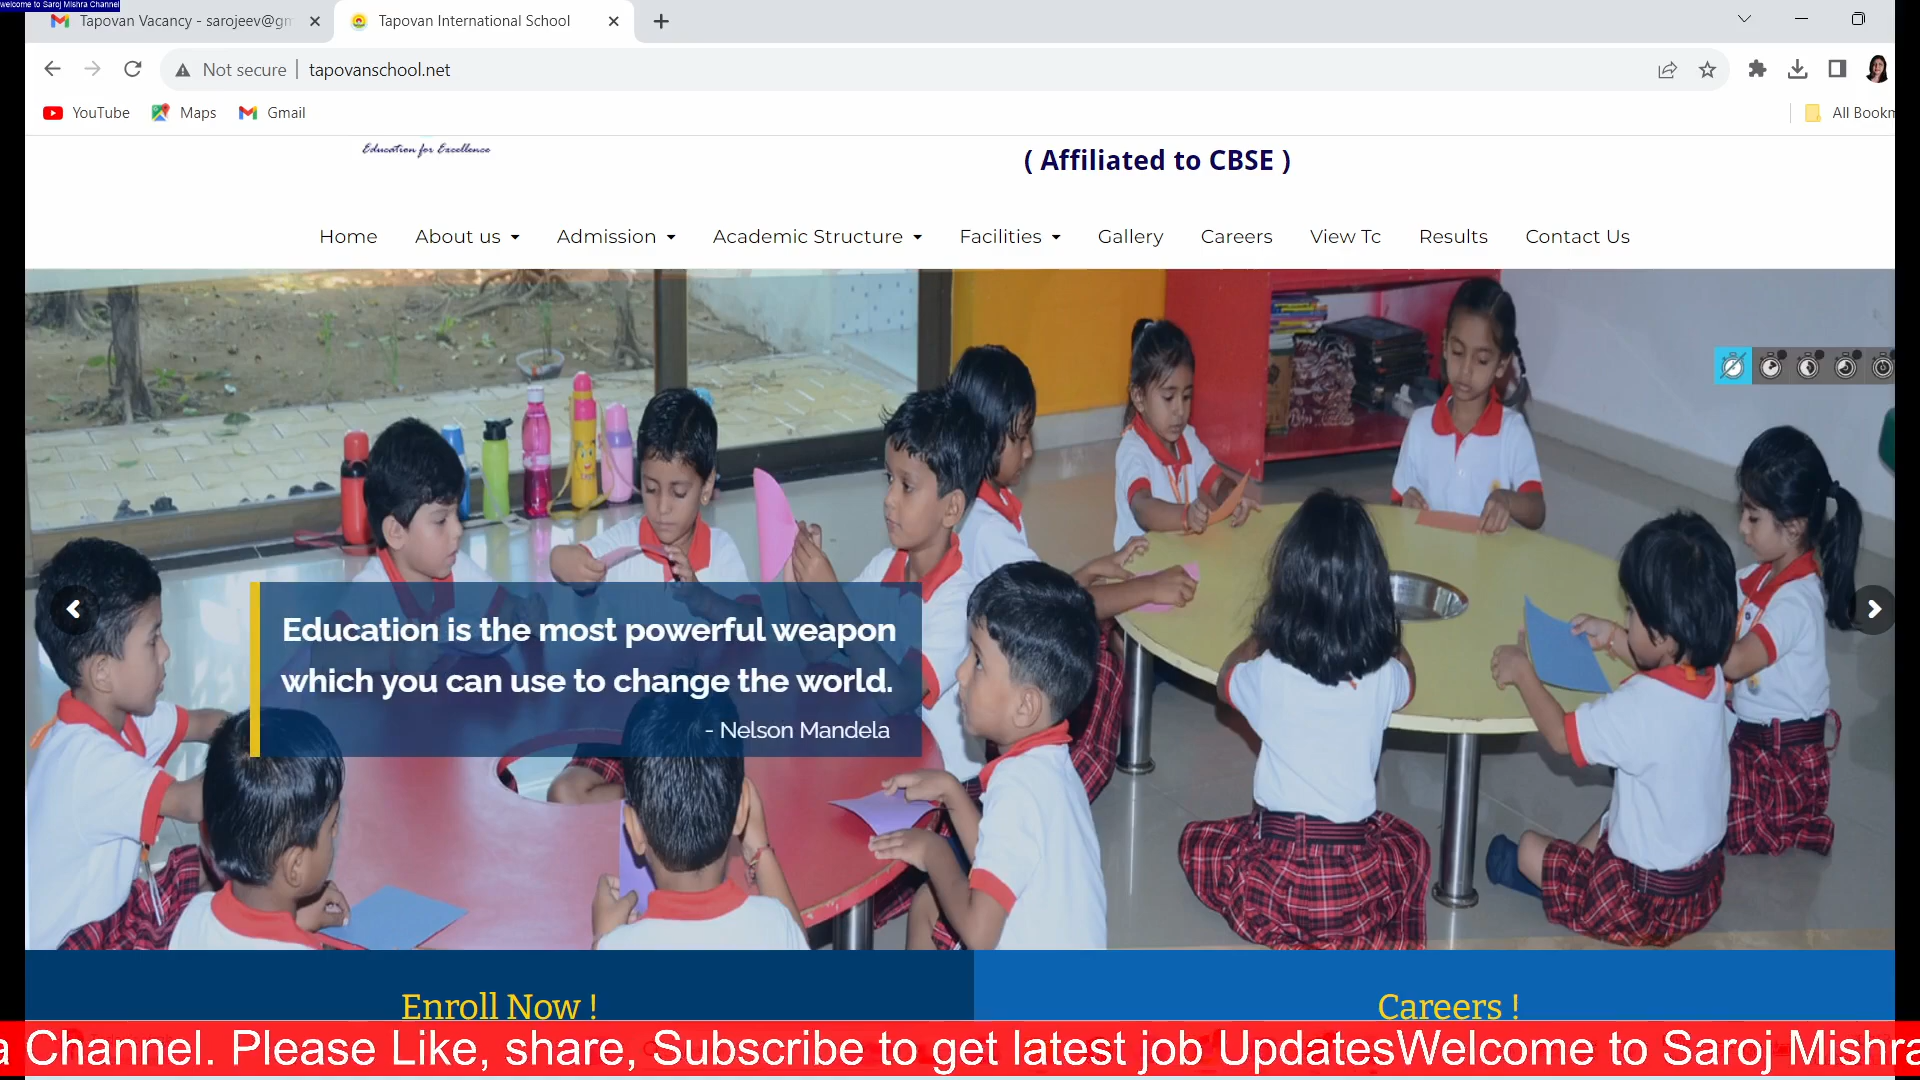 welcome to Saroj Mishra Channel
Tapovan Vacancy - sarojeev@gm
Tapovan International School
Not secure
tapovanschool.net
YouTube
Maps
Gmail
All Bookm
Education for Excellence
( Affiliated to CBSE )
Home
About us
Admission
Academic Structure
Facilities
Gallery
Careers
View Tc
Results
Contact Us
Education is the most powerful weapon
which you can use to change the world.
- Nelson Mandela
Enroll Now !
Careers !
a Channel. Please Like, share, Subscribe to get latest job UpdatesWelcome to Saroj Mishra